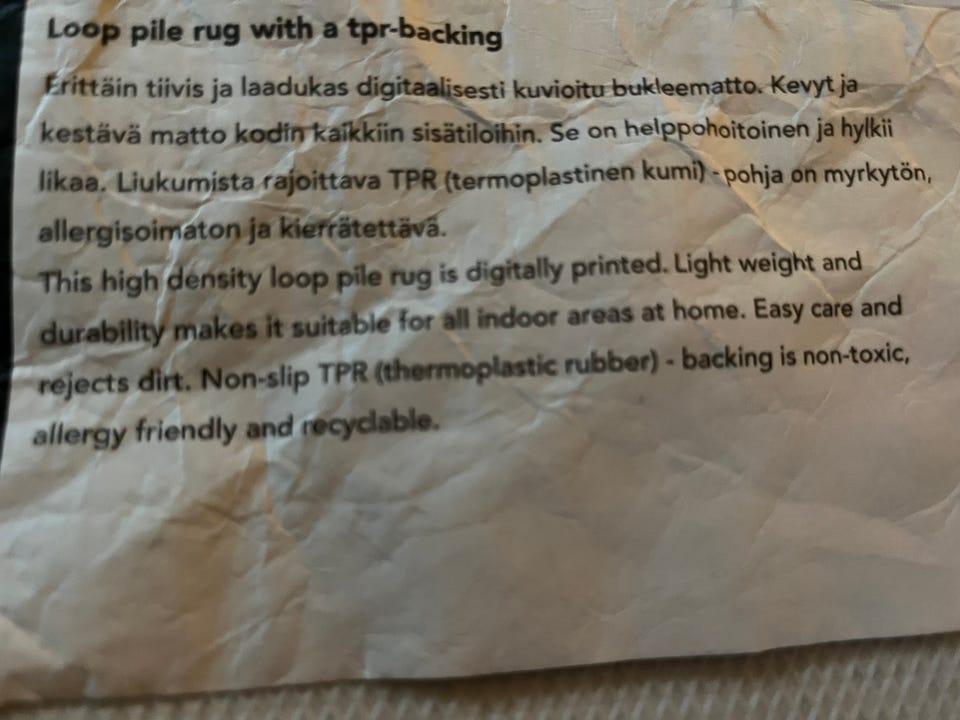 Loop pile rug with a tpr-backing
Erittäin tiivis ja laadukas digitaalisesti kuvioitu bukleematto. Kevyt ja
kestävä matto kodin kaikkiin sisätiloihin. Se on helppohoitoinen ja hylkii
likaa. Liukumista rajoittava TPR (termoplastinen kumi) -pohja on myrkytön,
allergisoimaton ja kierrätettävä.
This high density loop pile rug is digitally printed. Light weight and
durability makes it suitable for all indoor areas at home. Easy care and
rejects dirt. Non-slip TPR (thermoplastic rubber) - backing is non-toxic,
allergy friendly and recyclable.